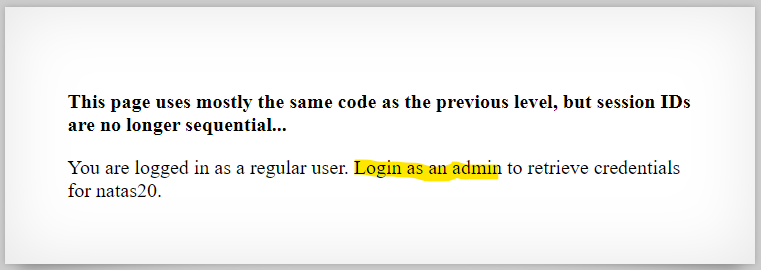 This page uses mostly the same code as the previous level, but session IDs
are no longer sequential...
You are logged in as a regular user. Login as an admin to retrieve credentials
for natas20.